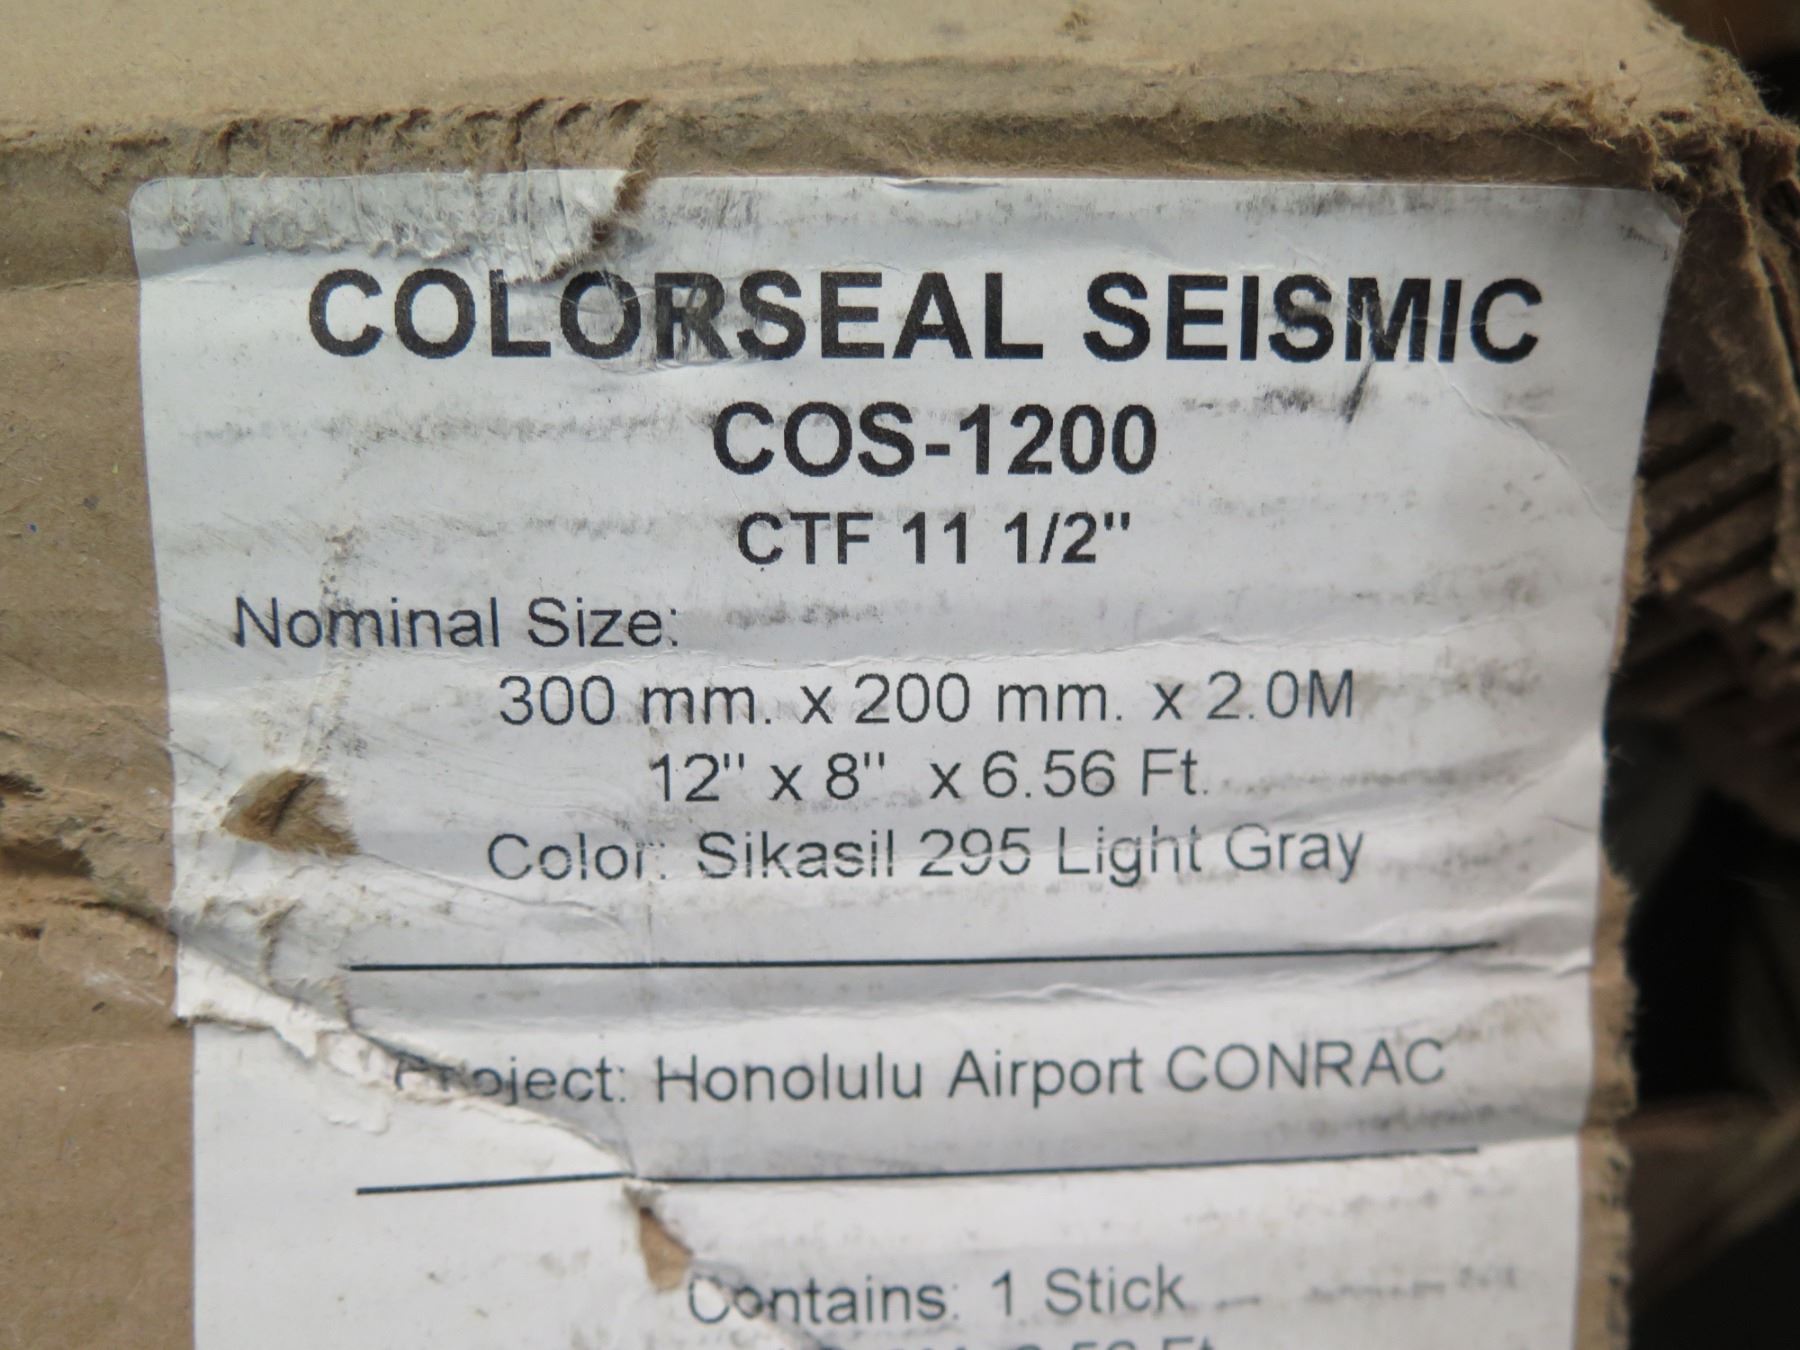 COLORSEAL SEISMIC
COS-1200
CTF 11 1/2"
Nominal Size:
300 mm. x 200 mm. x 2.0M
12" x 8" x 6.56 Ft.
Color: Sikasil 295 Light Gray
Project: Honolulu Airport CONRAC
Contains: 1 Stick